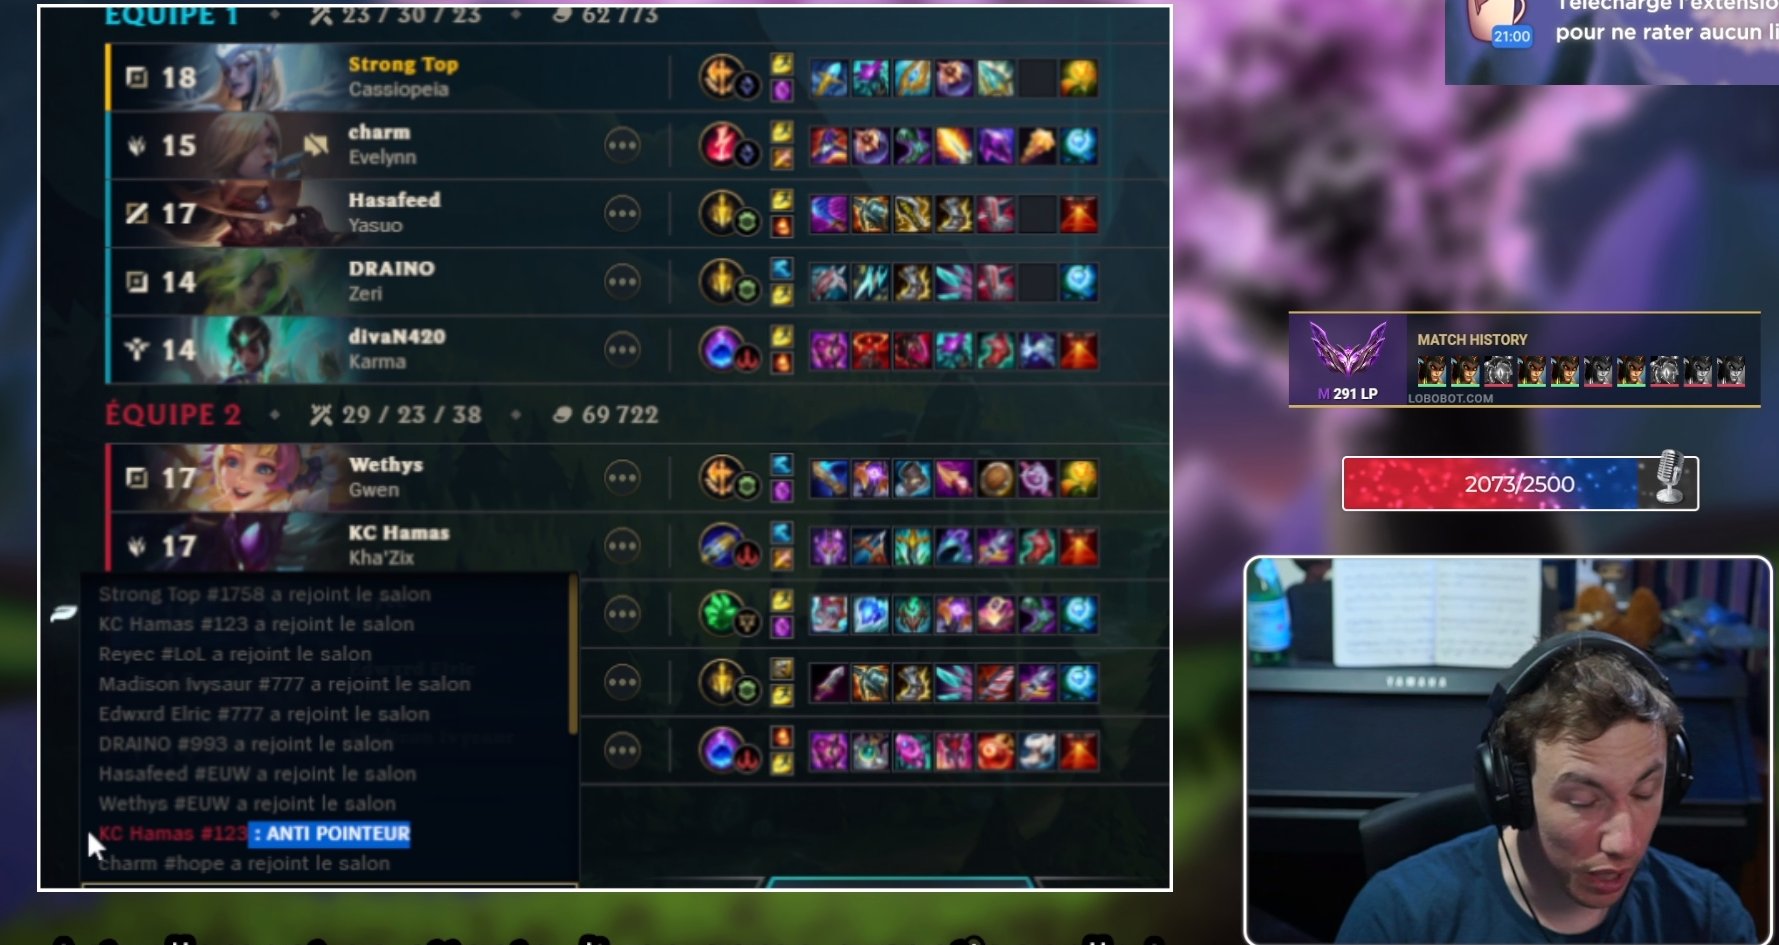 ÉQUIPE 1 • 23 / 30 / 23 • 62 773
Télécharge l'extension
pour ne rater aucun li
21:00
18 Strong Top
Cassiopeia
15 charm
Evelynn
17 Hasafeed
Yasuo
14 DRAINO
Zeri
14 divaN420
Karma
ÉQUIPE 2 • 29 / 23 / 38 • 69 722
17 Wethys
Gwen
17 KC Hamas
Kha'Zix
Strong Top #1758 a rejoint le salon
KC Hamas #123 a rejoint le salon
Reyec #LoL a rejoint le salon
Madison Ivysaur #777 a rejoint le salon
Edwxrd Elric #777 a rejoint le salon
DRAINO #993 a rejoint le salon
Hasafeed #EUW a rejoint le salon
Wethys #EUW a rejoint le salon
KC Hamas #123 : ANTI POINTEUR
charm #hope a rejoint le salon
MATCH HISTORY
M 291 LP
LOBOBOT.COM
2073/2500
YAMAHA